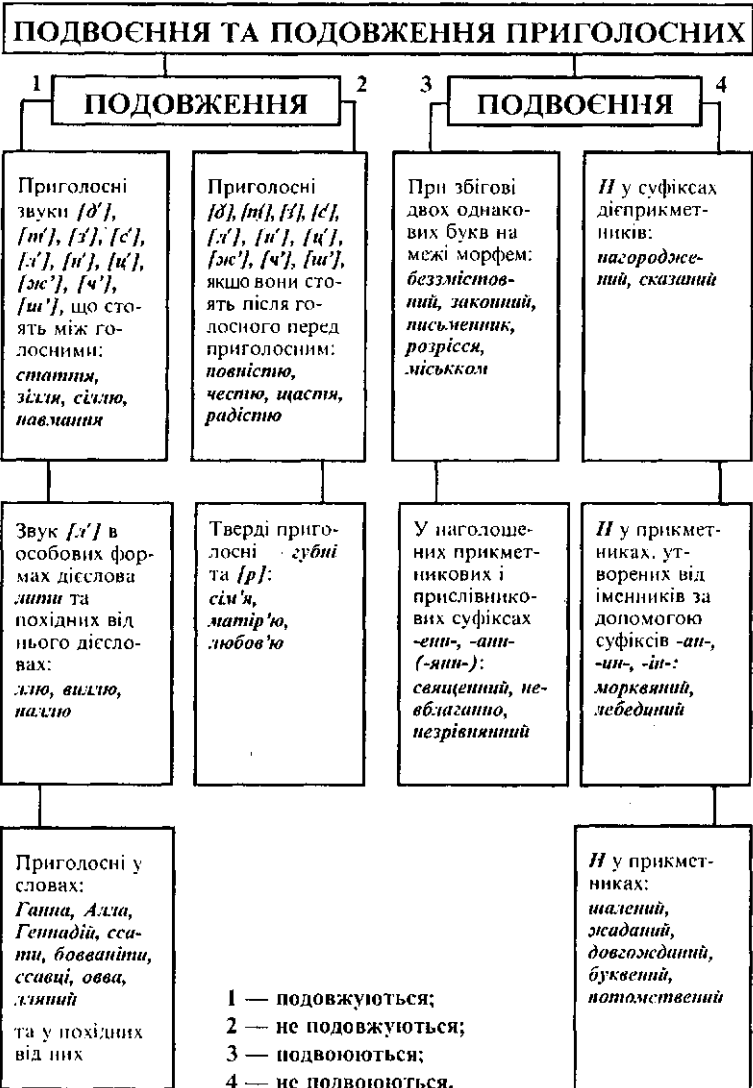 ПОДВОЄННЯ ТА ПОДОВЖЕННЯ ПРИГОЛОСНИХ
1
ПОДОВЖЕННЯ
2
3
ПОДВОЄННЯ
4
Приголосні
звуки [д'],
[т'], [з'], [с'],
[л'], [н'], [ц'],
[ж'], [ч'],
[ш'], що сто-
ять між го-
лосними:
стаття,
зілля, сіллю,
навмання
Приголосні
[д'], [т'], [з'], [с'],
[л'], [н'], [ц'],
[ж'], [ч'], [ш'],
якщо вони сто-
ять після го-
лосного перед
приголосним:
повністю,
честю, щастя,
радістю
При збігові
двох однако-
вих букв на
межі морфем:
беззмістов-
ний, законний,
письменник,
розрісся,
міськком
Н у суфіксах
дієприкмет-
ників:
нагородже-
ний, сказаний
Звук [л'] в
особових фор-
мах дієслова
лити та
похідних від
нього дієсло-
вах:
ллю, виллю,
наллю
Тверді приго-
лосні губні
та [р]:
сім'я,
матір'ю,
любов'ю
У наголоше-
них прикмет-
никових і
прислівнико-
вих суфіксах
-енн-, -анн-
(-янн-):
священний, не-
вблаганно,
незрівнянний
Н у прикмет-
никах, ут-
ворених від
іменників за
допомогою
суфіксів -ан-,
-ин-, -ін-:
морквяний,
лебединий
Приголосні у
словах:
Ганна, Алла,
Геннадій, сса-
ти, бовваніти,
ссавці, овва,
лляний
та у похідних
від них
Н у прикмет-
никах:
шалений,
жаданий,
довгожданий,
буквений,
потомствений
1 — подовжуються;
2 — не подовжуються;
3 — подвоюються;
4 — не подвоюються.